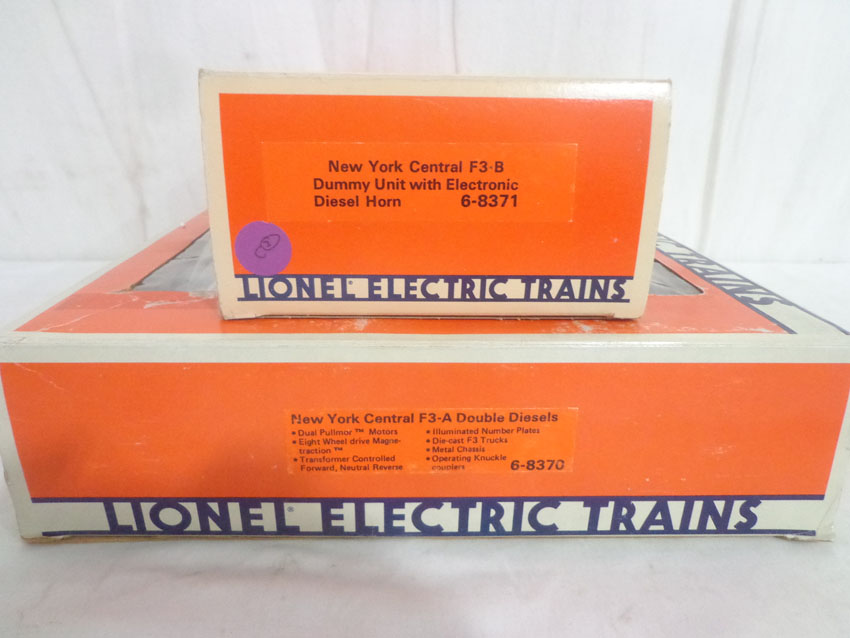 New York Central F3-B
Dummy Unit with Electronic
Diesel Horn 6-8371
LIONEL® ELECTRIC TRAINS
TRAINS
New York Central F3-A Double Diesels
• Dual Pullmor™ Motors
• Eight Wheel drive Magne-
traction™
• Transformer Controlled
Forward, Neutral Reverse
• Illuminated Number Plates
• Die-cast F3 Trucks
• Metal Chassis
• Operating Knuckle
couplers 6-8370
LIONEL® ELECTRIC TRAINS